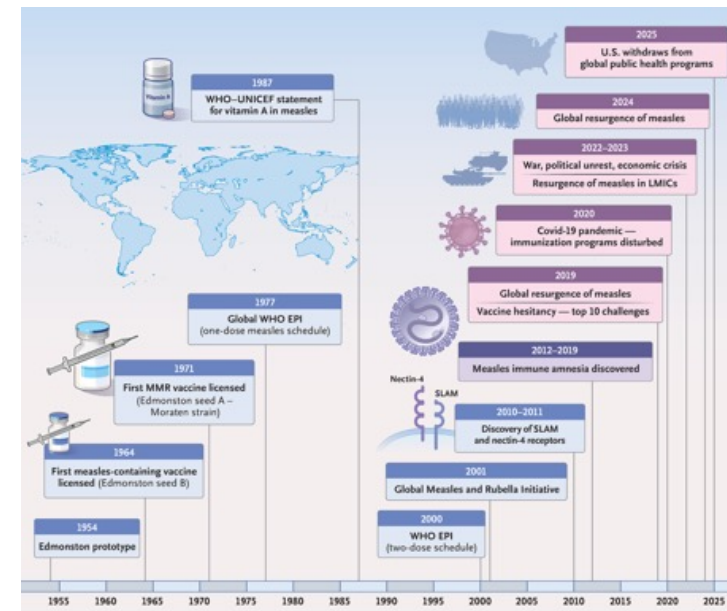 2025
U.S. withdraws from
global public health programs
2024
Global resurgence of measles
2022–2023
War, political unrest, economic crisis
Resurgence of measles in LMICs
2020
Covid-19 pandemic —
immunization programs disturbed
2019
Global resurgence of measles
Vaccine hesitancy — top 10 challenges
2012–2019
Measles immune amnesia discovered
Nectin-4
SLAM
2010–2011
Discovery of SLAM
and nectin-4 receptors
2001
Global Measles and Rubella Initiative
2000
WHO EPI
(two-dose schedule)
1987
WHO–UNICEF statement
for vitamin A in measles
1977
Global WHO EPI
(one-dose measles schedule)
1971
First MMR vaccine licensed
(Edmonston seed A –
Moraten strain)
1964
First measles-containing vaccine
licensed (Edmonston seed B)
1954
Edmonston prototype
1955 1960 1965 1970 1975 1980 1985 1990 1995 2000 2005 2010 2015 2020 2025